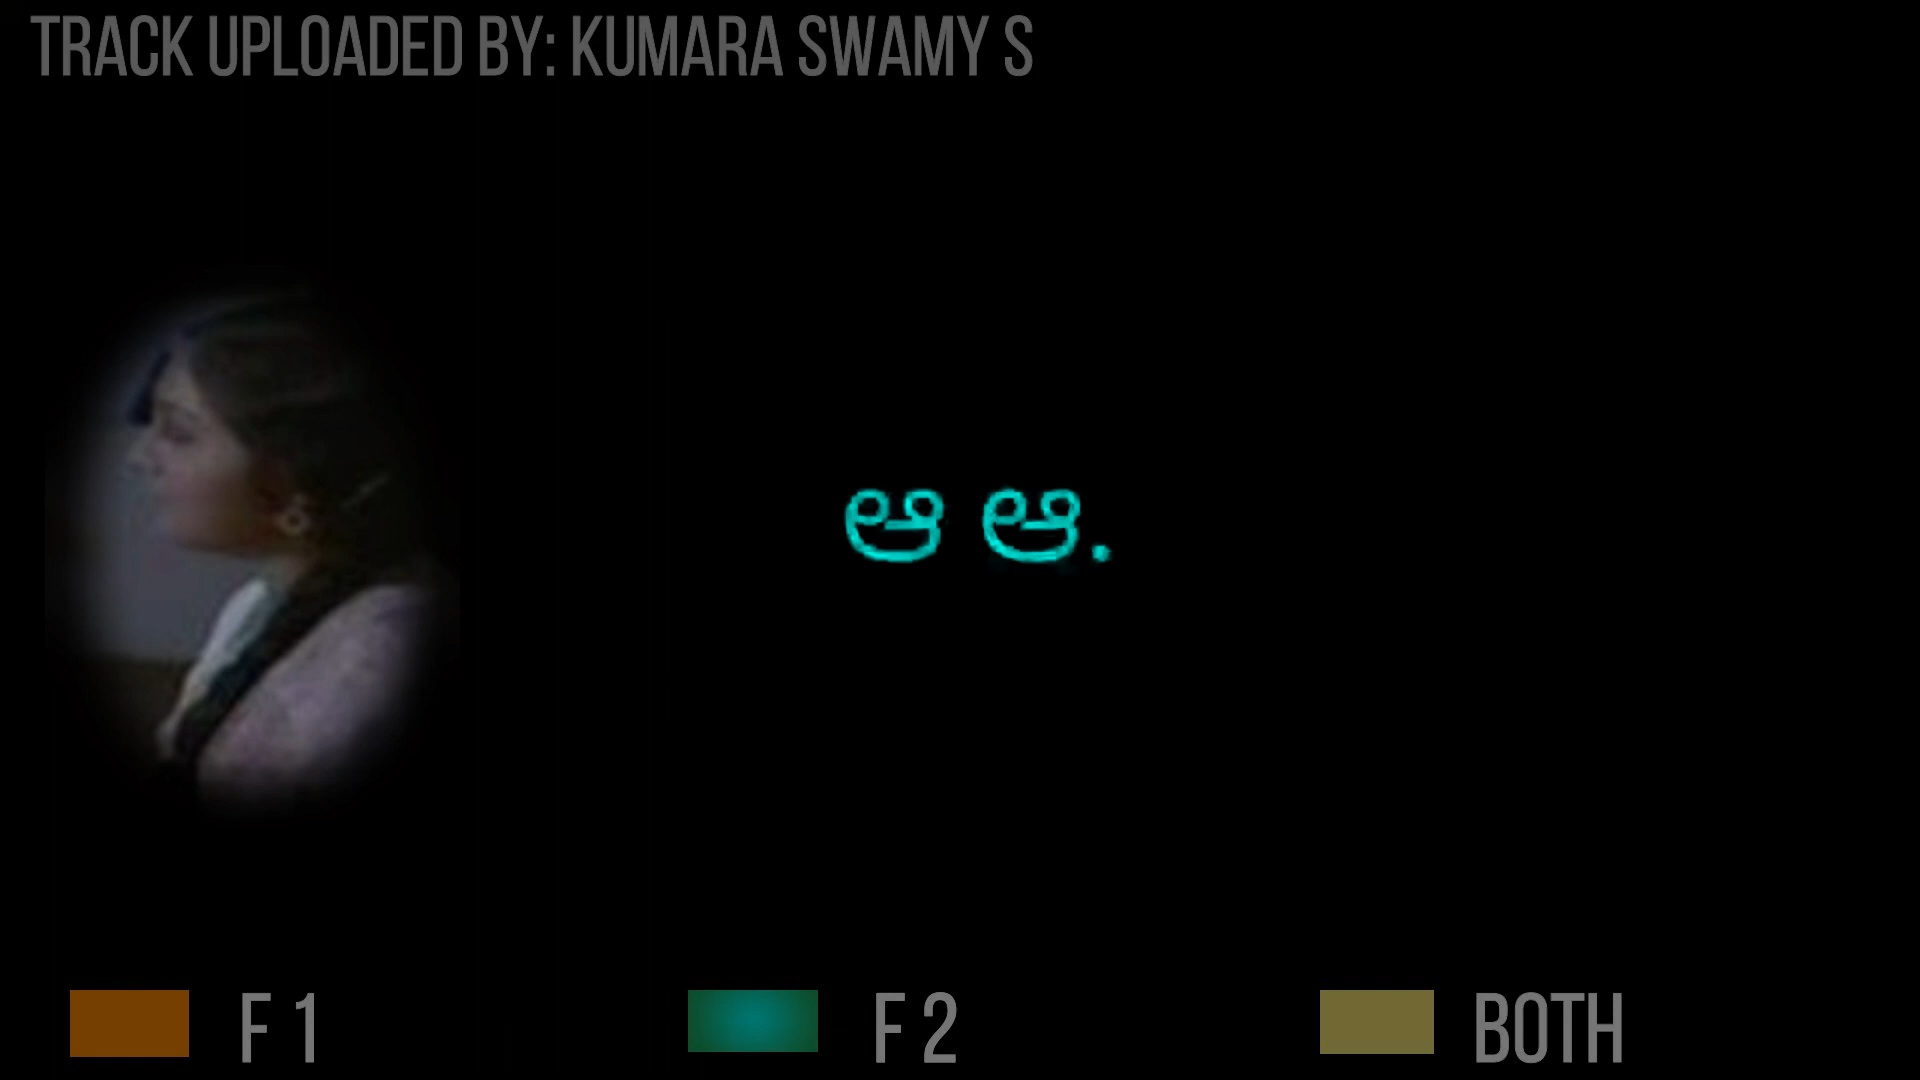 TRACK UPLOADED BY: KUMARA SWAMY S
ಆ ಆ.
F 1
F 2
BOTH